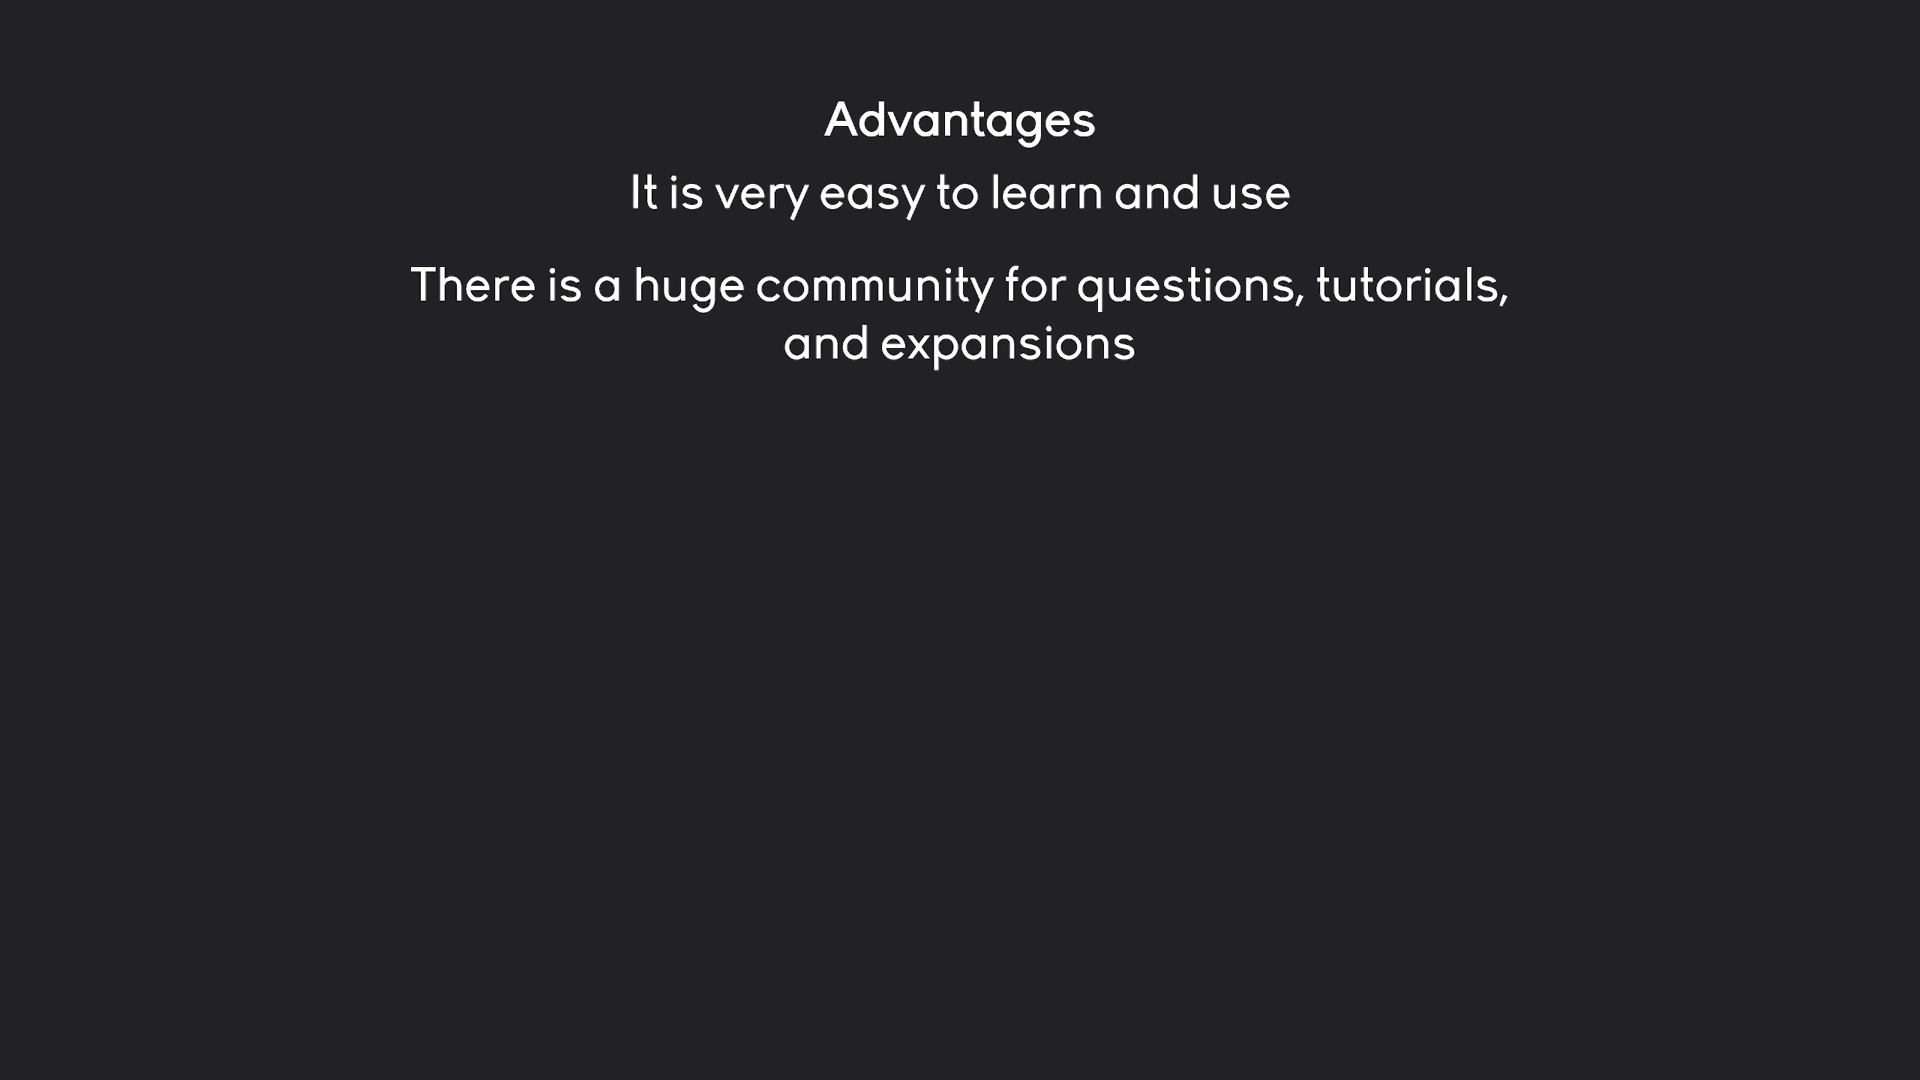 Advantages
It is very easy to learn and use
There is a huge community for questions, tutorials,
and expansions